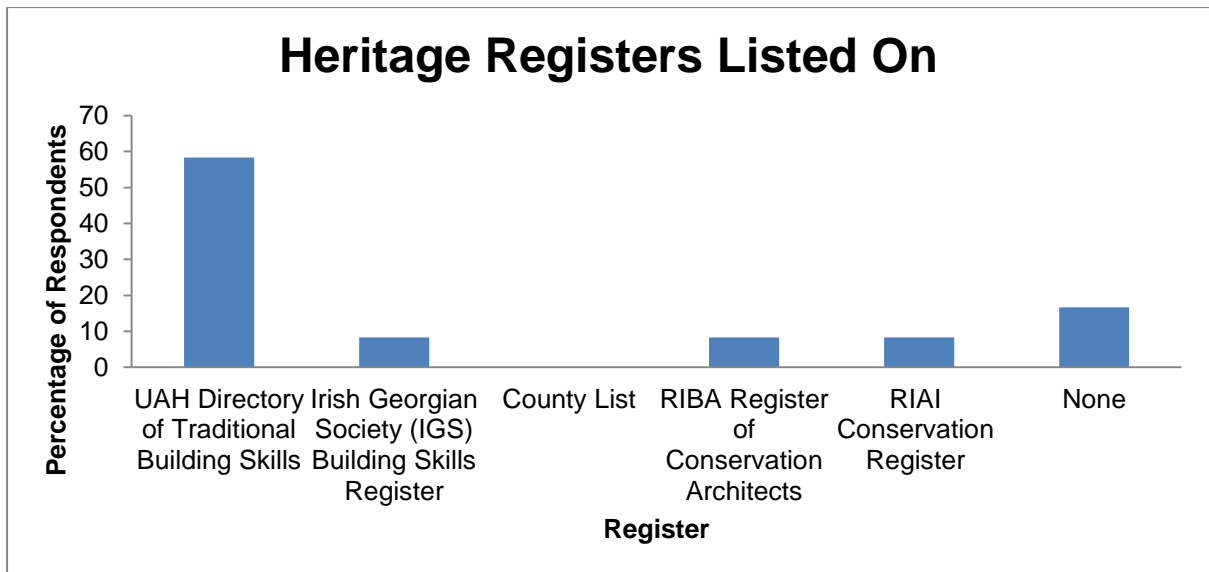 Heritage Registers Listed On
Percentage of Respondents
70
60
50
40
30
20
10
0
UAH Directory
of Traditional
Building Skills
Irish Georgian
Society (IGS)
Building Skills
Register
County List
RIBA Register
of
Conservation
Architects
RIAI
Conservation
Register
None
Register